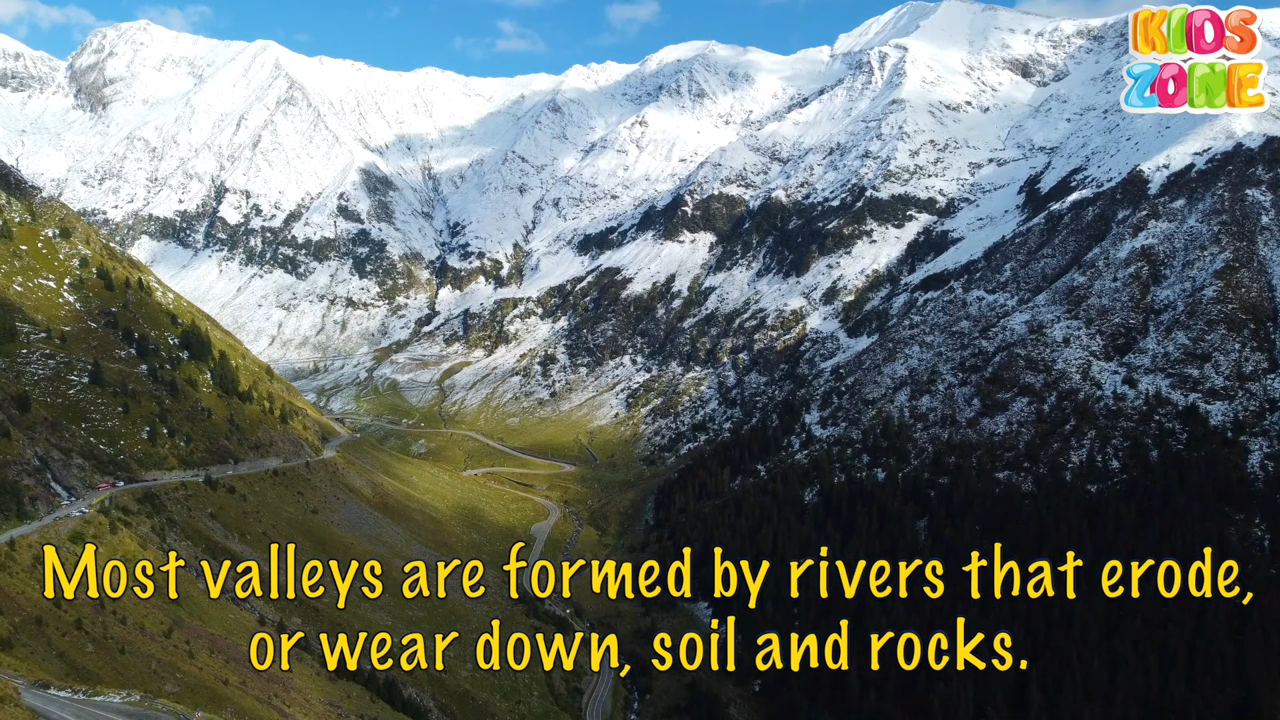 KIDS
ZONE
Most valleys are formed by rivers that erode,
or wear down, soil and rocks.